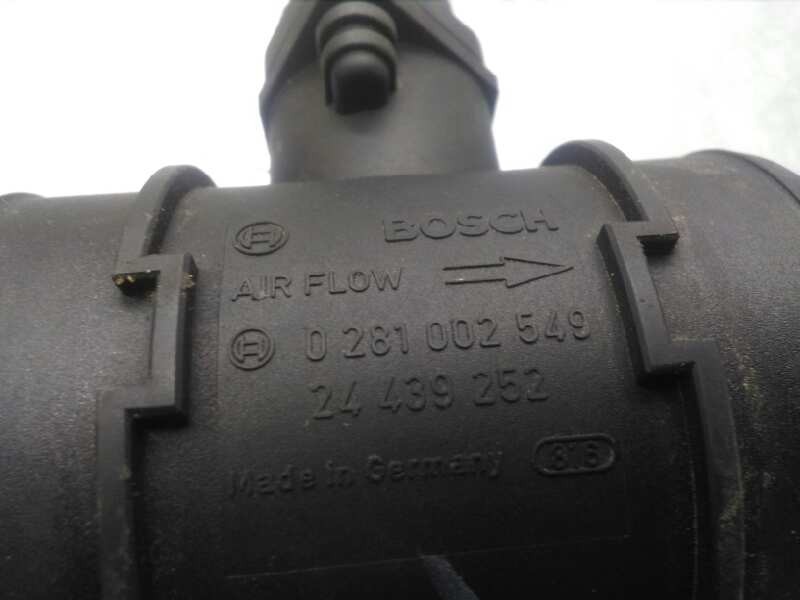 BOSCH
AIR FLOW
0 281 002 549
24 439 252
Made in Germany 816